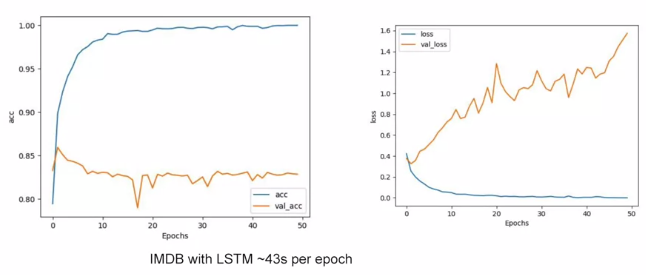 1.00
0.95
0.90
0.85
0.80
acc
acc
val_acc
0 10 20 30 40 50
Epochs
1.6
1.4
1.2
1.0
0.8
0.6
0.4
0.2
0.0
loss
loss
val_loss
0 10 20 30 40 50
Epochs
IMDB with LSTM ~43s per epoch